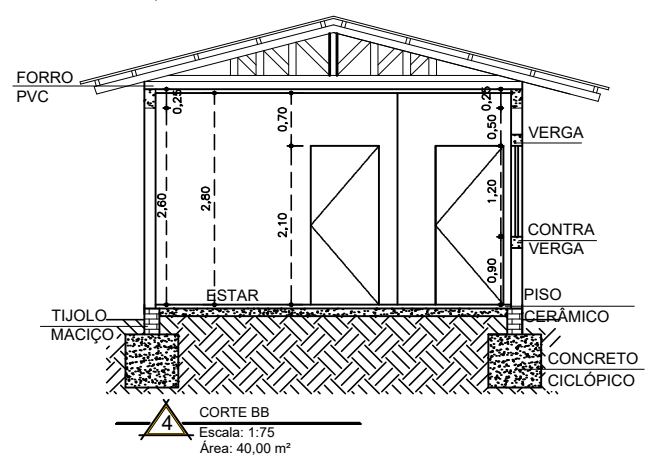 FORRO
PVC
0,25
0,70
0,25
0,50
VERGA
2,60
2,80
2,10
1,20
CONTRA
VERGA
0,90
ESTAR
PISO
CERÂMICO
TIJOLO
MACIÇO
CONCRETO
CICLÓPICO
4
CORTE BB
Escala: 1:75
Área: 40,00 m²